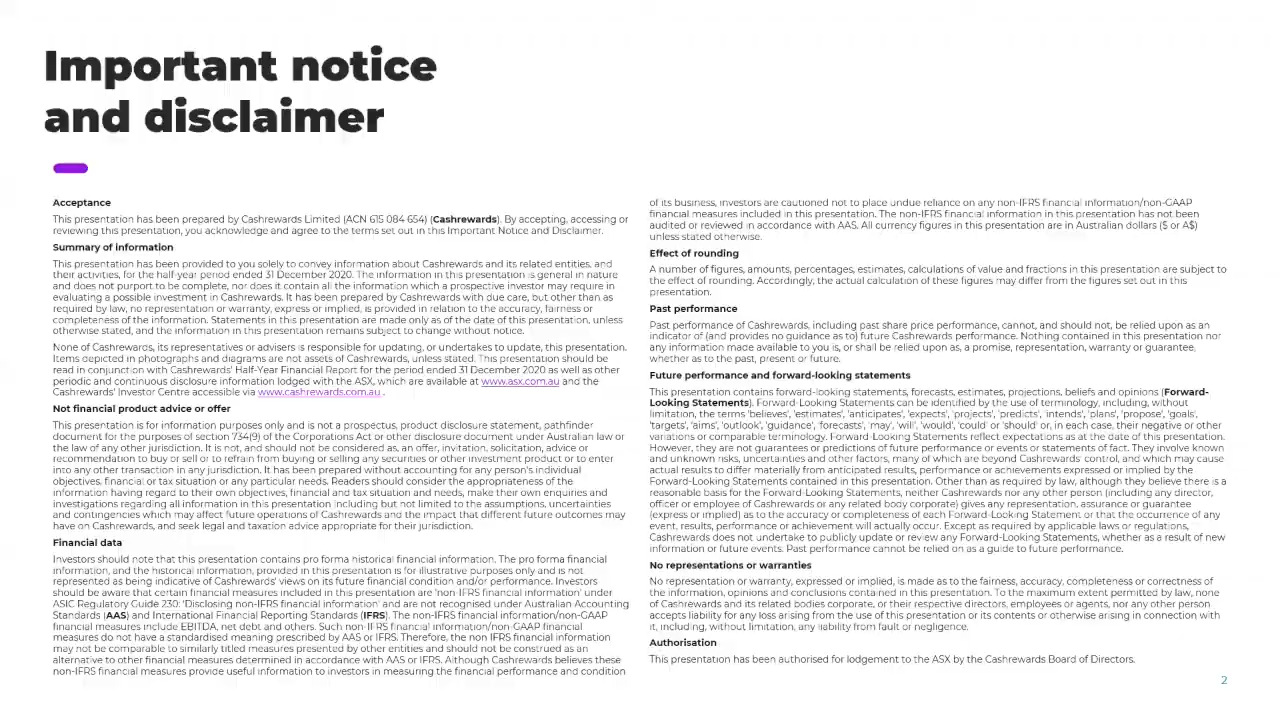 Important notice
and disclaimer
Acceptance
This presentation has been prepared by Cashrewards Limited (ACN 615 084 654) (Cashrewards). By accepting, accessing or
reviewing this presentation, you acknowledge and agree to the terms set out in this Important Notice and Disclaimer.
Summary of information
This presentation has been provided to you solely to convey information about Cashrewards and its related entities, and
their activities, for the half-year period ended 31 December 2020. The information in this presentation is general in nature
and does not purport to be complete, nor does it contain all the information which a prospective investor may require in
evaluating a possible investment in Cashrewards. It has been prepared by Cashrewards with due care, but other than as
required by law, no representation or warranty, express or implied, is provided in relation to the accuracy, fairness or
completeness of the information. Statements in this presentation are made only as of the date of this presentation, unless
otherwise stated, and the information in this presentation remains subject to change without notice.
None of Cashrewards, its representatives or advisers is responsible for updating, or undertakes to update, this presentation.
Items depicted in photographs and diagrams are not assets of Cashrewards, unless stated. This presentation should be
read in conjunction with Cashrewards' Half-Year Financial Report for the period ended 31 December 2020 as well as other
periodic and continuous disclosure information lodged with the ASX, which are available at www.asx.com.au and the
Cashrewards' Investor Centre accessible via www.cashrewards.com.au .
Not financial product advice or offer
This presentation is for information purposes only and is not a prospectus, product disclosure statement, pathfinder
document for the purposes of section 734(9) of the Corporations Act or other disclosure document under Australian law or
the law of any other jurisdiction. It is not, and should not be considered as, an offer, invitation, solicitation, advice or
recommendation to buy or sell or to refrain from buying or selling any securities or other investment product or to enter
into any other transaction in any jurisdiction. It has been prepared without accounting for any person's individual
objectives, financial or tax situation or any particular needs. Readers should consider the appropriateness of the
information having regard to their own objectives, financial and tax situation and needs, make their own enquiries and
investigations regarding all information in this presentation including but not limited to the assumptions, uncertainties
and contingencies which may affect future operations of Cashrewards and the impact that different future outcomes may
have on Cashrewards, and seek legal and taxation advice appropriate for their jurisdiction.
Financial data
Investors should note that this presentation contains pro forma historical financial information. The pro forma financial
information, and the historical information, provided in this presentation is for illustrative purposes only and is not
represented as being indicative of Cashrewards' views on its future financial condition and/or performance. Investors
should be aware that certain financial measures included in this presentation are 'non-IFRS financial information' under
ASIC Regulatory Guide 230: 'Disclosing non-IFRS financial information' and are not recognised under Australian Accounting
Standards (AAS) and International Financial Reporting Standards (IFRS). The non-IFRS financial information/non-GAAP
financial measures include EBITDA, net debt and others. Such non-IFRS financial information/non-GAAP financial
measures do not have a standardised meaning prescribed by AAS or IFRS. Therefore, the non IFRS financial information
may not be comparable to similarly titled measures presented by other entities and should not be construed as an
alternative to other financial measures determined in accordance with AAS or IFRS. Although Cashrewards believes these
non-IFRS financial measures provide useful information to investors in measuring the financial performance and condition
of its business, investors are cautioned not to place undue reliance on any non-IFRS financial information/non-GAAP
financial measures included in this presentation. The non-IFRS financial information in this presentation has not been
audited or reviewed in accordance with AAS. All currency figures in this presentation are in Australian dollars ($ or A$)
unless stated otherwise.
Effect of rounding
A number of figures, amounts, percentages, estimates, calculations of value and fractions in this presentation are subject to
the effect of rounding. Accordingly, the actual calculation of these figures may differ from the figures set out in this
presentation.
Past performance
Past performance of Cashrewards, including past share price performance, cannot, and should not, be relied upon as an
indicator of (and provides no guidance as to) future Cashrewards performance. Nothing contained in this presentation nor
any information made available to you is, or shall be relied upon as, a promise, representation, warranty or guarantee,
whether as to the past, present or future.
Future performance and forward-looking statements
This presentation contains forward-looking statements, forecasts, estimates, projections, beliefs and opinions (Forward-
Looking Statements). Forward-Looking Statements can be identified by the use of terminology, including, without
limitation, the terms 'believes', 'estimates', 'anticipates', 'expects', 'projects', 'predicts', 'intends', 'plans', 'propose', 'goals',
'targets', 'aims', 'outlook', 'guidance', 'forecasts', 'may', 'will', 'would', 'could' or 'should' or, in each case, their negative or other
variations or comparable terminology. Forward-Looking Statements reflect expectations as at the date of this presentation.
However, they are not guarantees or predictions of future performance or events or statements of fact. They involve known
and unknown risks, uncertainties and other factors, many of which are beyond Cashrewards' control, and which may cause
actual results to differ materially from anticipated results, performance or achievements expressed or implied by the
Forward-Looking Statements contained in this presentation. Other than as required by law, although they believe there is a
reasonable basis for the Forward-Looking Statements, neither Cashrewards nor any other person (including any director,
officer or employee of Cashrewards or any related body corporate) gives any representation, assurance or guarantee
(express or implied) as to the accuracy or completeness of each Forward-Looking Statement or that the occurrence of any
event, results, performance or achievement will actually occur. Except as required by applicable laws or regulations,
Cashrewards does not undertake to publicly update or review any Forward-Looking Statements, whether as a result of new
information or future events. Past performance cannot be relied on as a guide to future performance.
No representations or warranties
No representation or warranty, expressed or implied, is made as to the fairness, accuracy, completeness or correctness of
the information, opinions and conclusions contained in this presentation. To the maximum extent permitted by law, none
of Cashrewards and its related bodies corporate, or their respective directors, employees or agents, nor any other person
accepts liability for any loss arising from the use of this presentation or its contents or otherwise arising in connection with
it, including, without limitation, any liability from fault or negligence.
Authorisation
This presentation has been authorised for lodgement to the ASX by the Cashrewards Board of Directors.
2